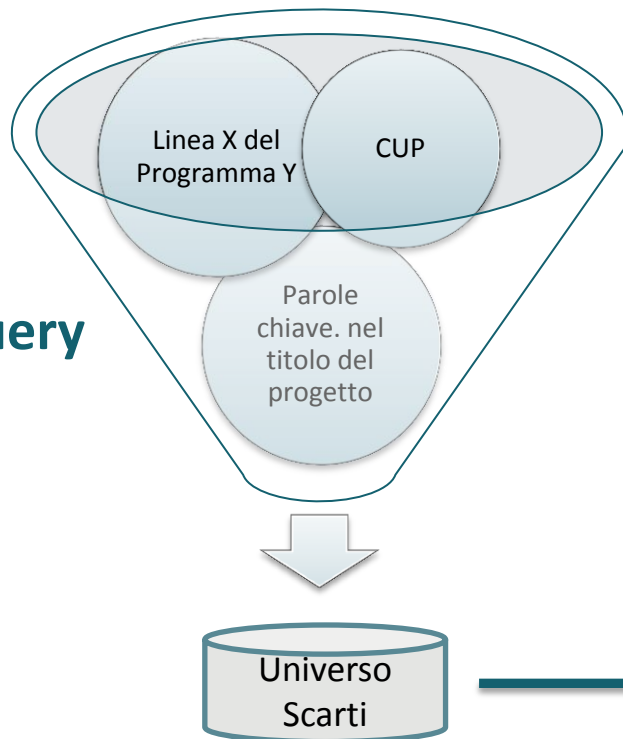 Linea X del
Programma Y
CUP
Parole
chiave. nel
titolo del
progetto
uery
Universo
Scarti